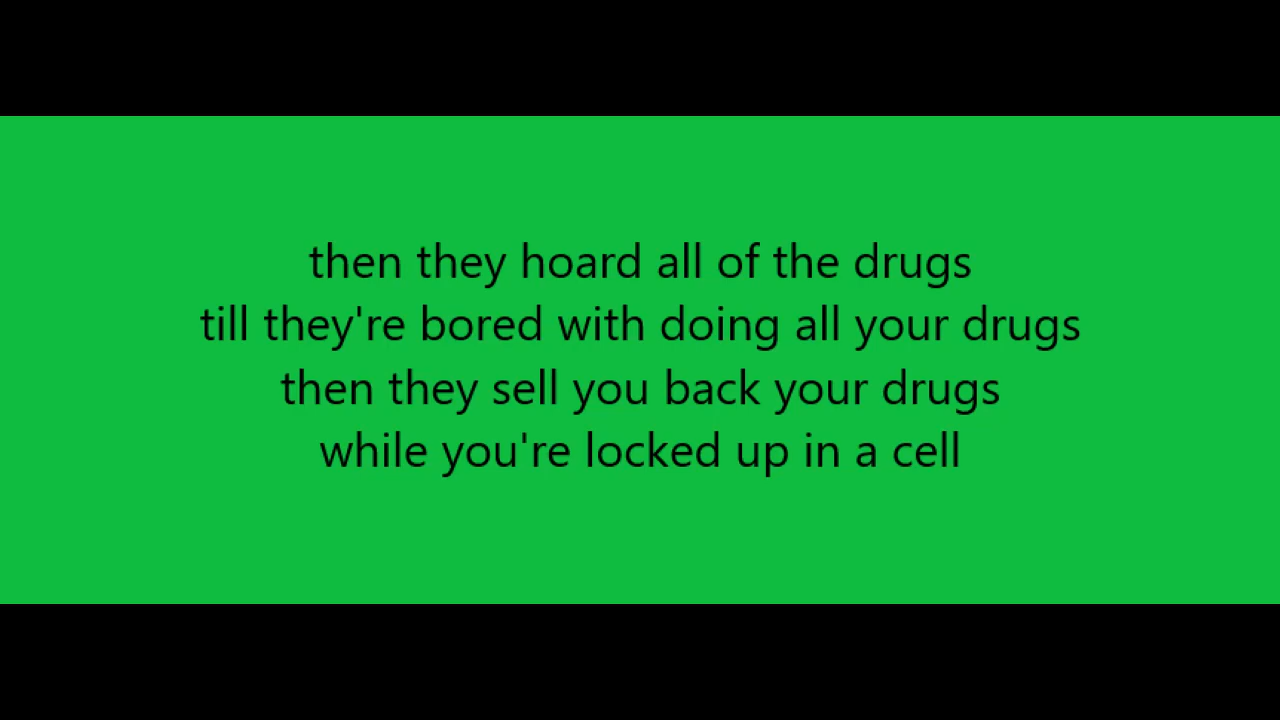 then they hoard all of the drugs
till they're bored with doing all your drugs
then they sell you back your drugs
while you're locked up in a cell